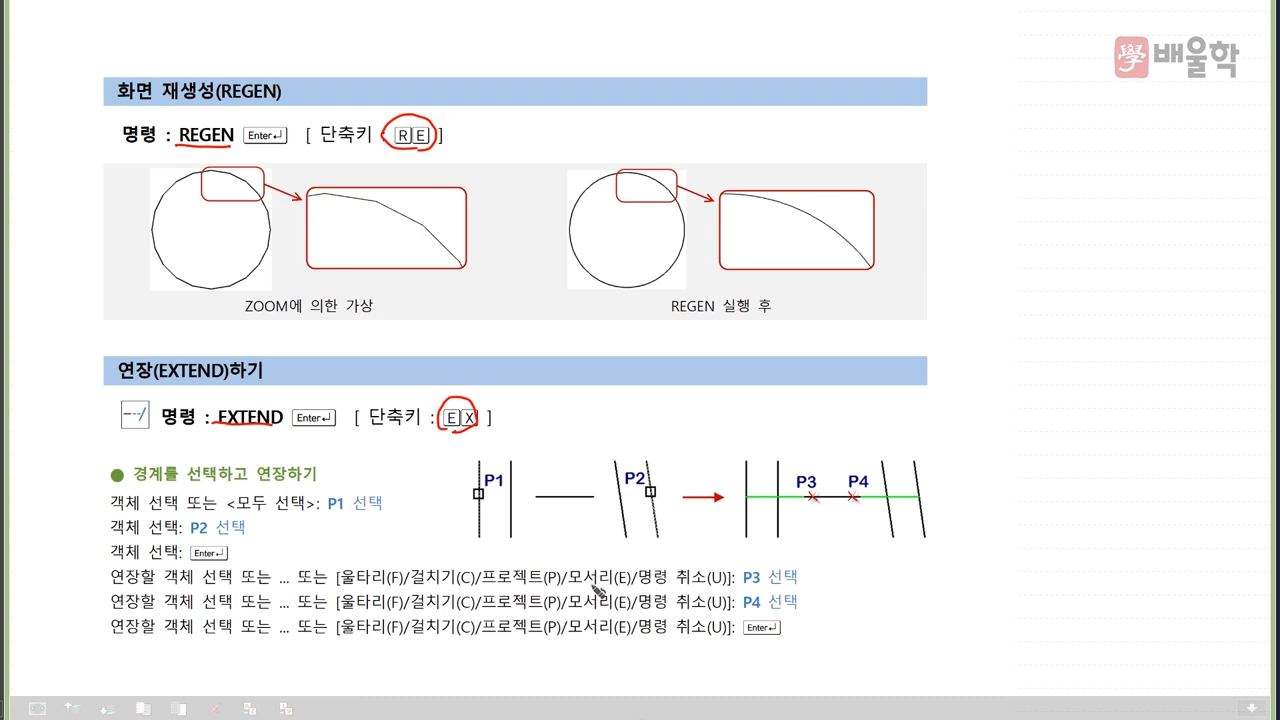 學 배울학
화면 재생성(REGEN)
명령 : REGEN Enter↵ [ 단축키 : R E ]
ZOOM에 의한 가상
REGEN 실행 후
연장(EXTEND)하기
명령 : EXTEND Enter↵ [ 단축키 : E X ]
● 경계를 선택하고 연장하기
객체 선택 또는 <모두 선택>: P1 선택
객체 선택: P2 선택
객체 선택: Enter↵
P1
P2
P3
P4
연장할 객체 선택 또는 ... 또는 [울타리(F)/걸치기(C)/프로젝트(P)/모서리(E)/명령 취소(U)]: P3 선택
연장할 객체 선택 또는 ... 또는 [울타리(F)/걸치기(C)/프로젝트(P)/모서리(E)/명령 취소(U)]: P4 선택
연장할 객체 선택 또는 ... 또는 [울타리(F)/걸치기(C)/프로젝트(P)/모서리(E)/명령 취소(U)]: Enter↵